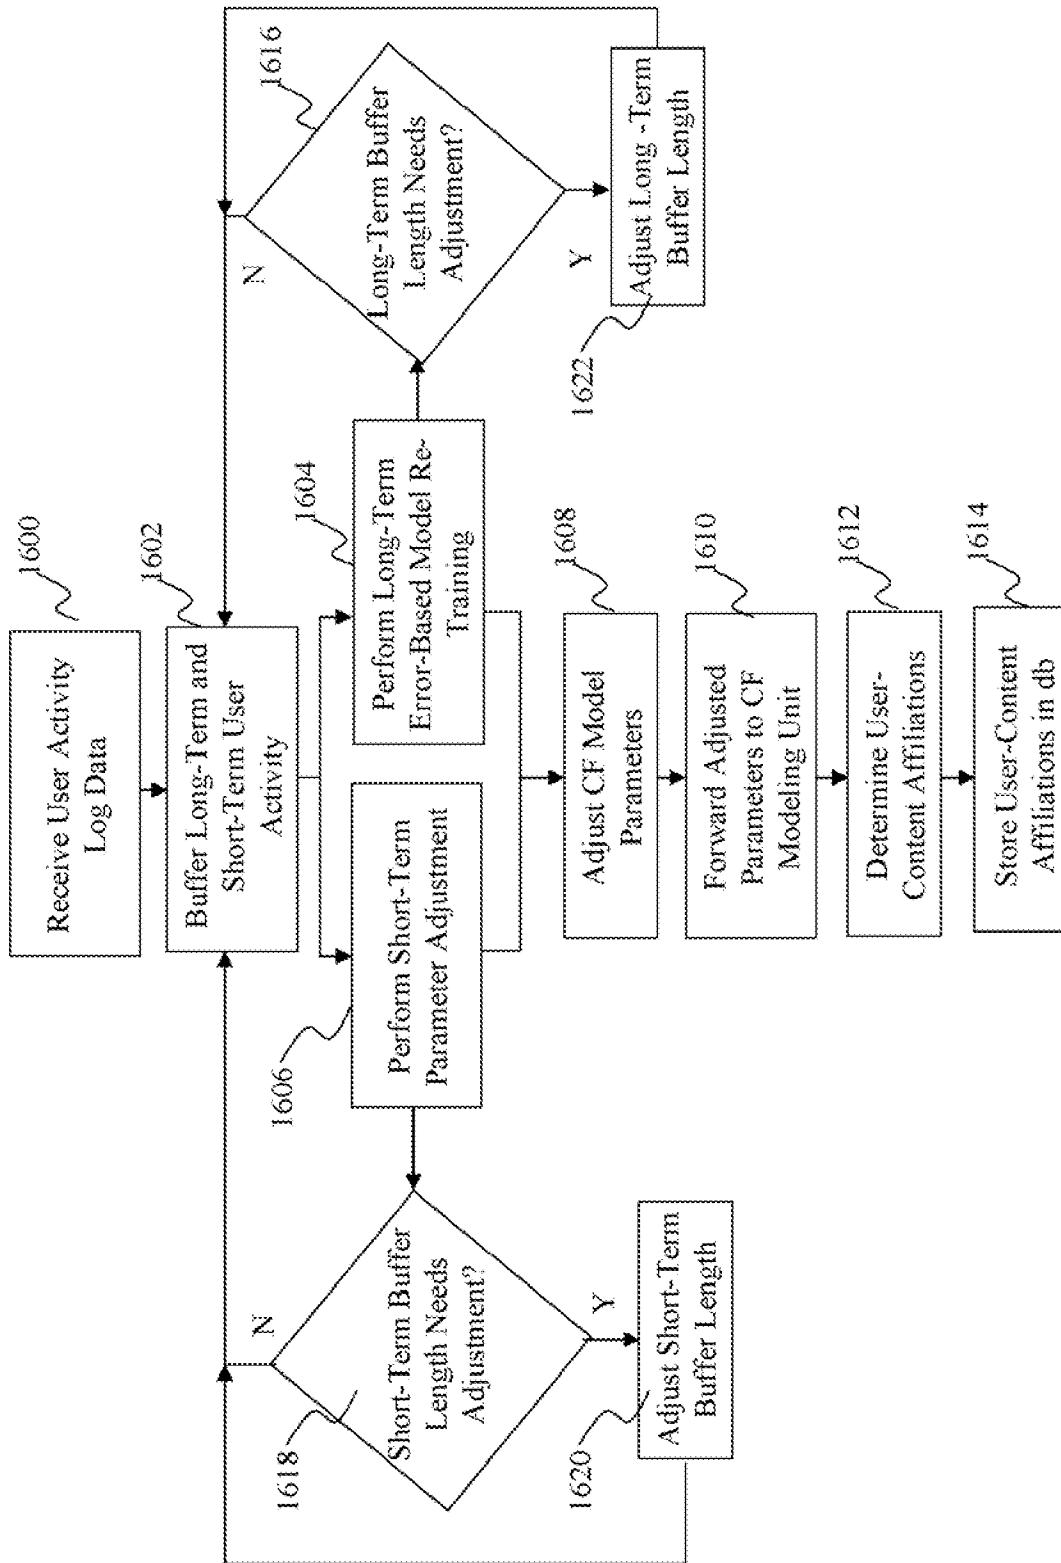 1600
Receive User Activity
Log Data
1602
Buffer Long-Term and
Short-Term User
Activity
1606
Perform Short-Term
Parameter Adjustment
1604
Perform Long-Term
Error-Based Model Re-
Training
1618
Short-Term Buffer
Length Needs
Adjustment?
N
Y
1616
Long-Term Buffer
Length Needs
Adjustment?
N
Y
1620
Adjust Short-Term
Buffer Length
1622
Adjust Long -Term
Buffer Length
1608
Adjust CF Model
Parameters
1610
Forward Adjusted
Parameters to CF
Modeling Unit
1612
Determine User-
Content Affiliations
1614
Store User-Content
Affiliations in db